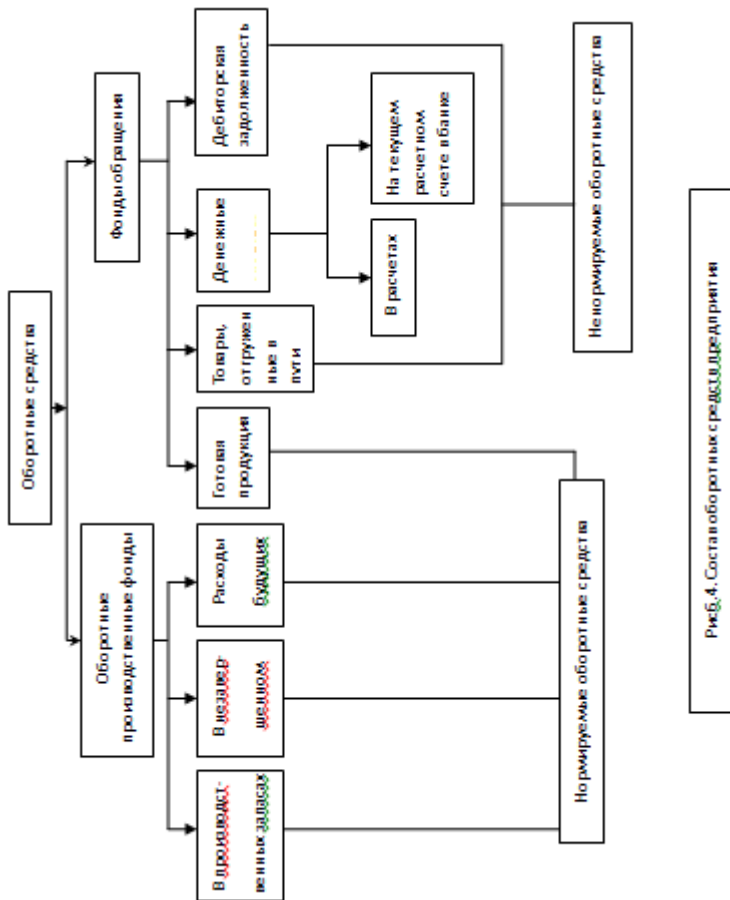 Оборотные средства
Оборотные
производственные фонды
Фонды обращения
В производст-
венных запасах
В незавер-
шенном
Расходы
будущих
Готовая
продукция
Товары,
отгружен
ные в
пути
Денежные
Дебиторская
задолженность
В расчетах
На текущем
расчетном
счете в банке
Нормируемые оборотные средства
Ненормируемые оборотные средства
Рис6.4. Состав оборотных средств предприятия